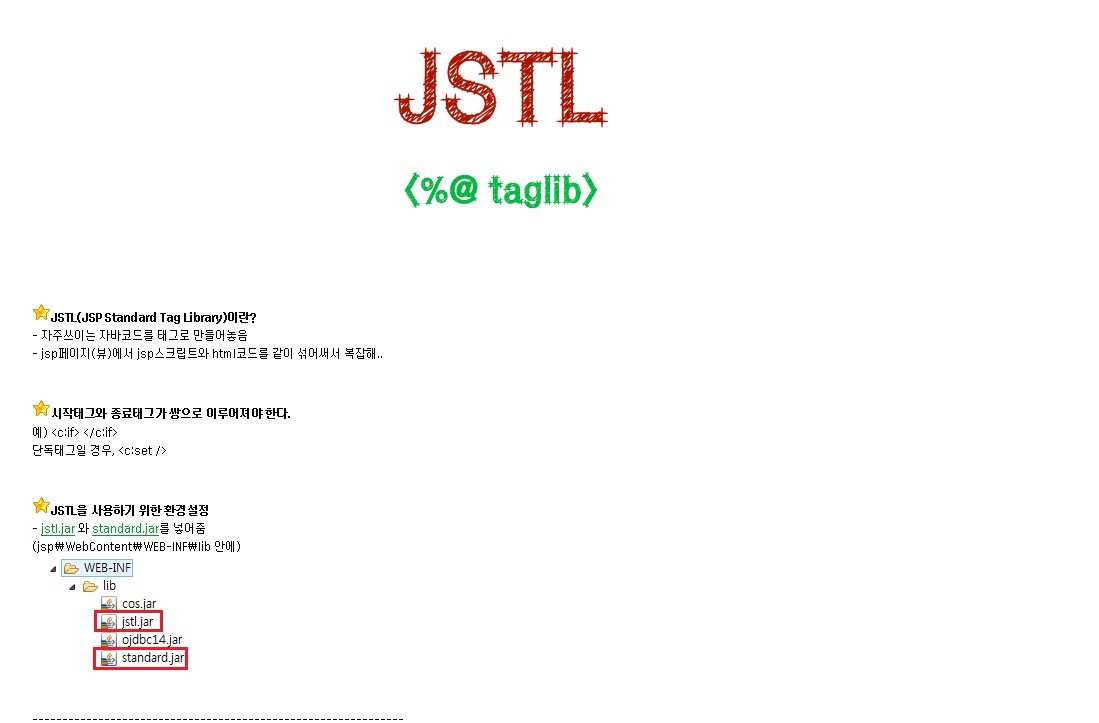 JSTL
<%@ taglib>
JSTL(JSP Standard Tag Library)이란?
- 자주쓰이는 자바코드를 태그로 만들어놓음
- jsp페이지(뷰)에서 jsp스크립트와 html코드를 같이 섞어써서 복잡해..
시작태그와 종료태그가 쌍으로 이루어져야 한다.
예) <c:if> </c:if>
단독태그일 경우, <c:set />
JSTL을 사용하기 위한 환경설정
- jstl.jar 와 standard.jar를 넣어줌
(jsp₩WebContent₩WEB-INF₩lib 안에)
WEB-INF
lib
cos.jar
jstl.jar
ojdbc14.jar
standard.jar
--------------------------------------------------------------